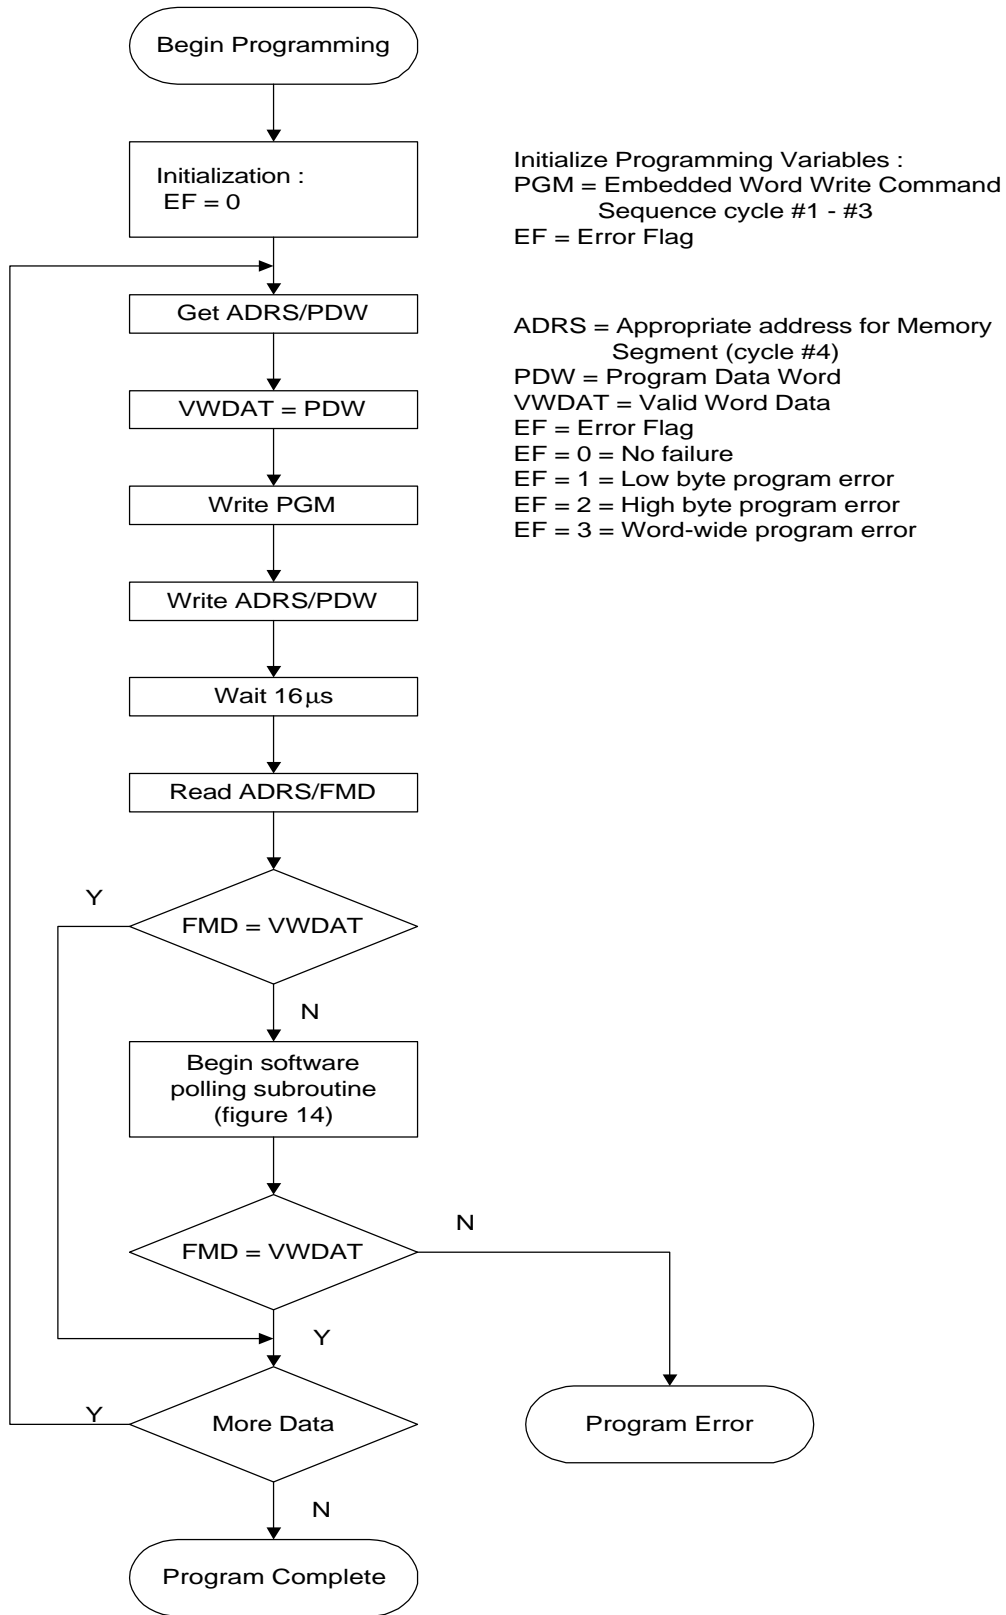 Begin Programming
Initialization :
EF = 0
Initialize Programming Variables :
PGM = Embedded Word Write Command
Sequence cycle #1 - #3
EF = Error Flag
Get ADRS/PDW
ADRS = Appropriate address for Memory
Segment (cycle #4)
PDW = Program Data Word
VWDAT = Valid Word Data
EF = Error Flag
EF = 0 = No failure
EF = 1 = Low byte program error
EF = 2 = High byte program error
EF = 3 = Word-wide program error
VWDAT = PDW
Write PGM
Write ADRS/PDW
Wait 16μs
Read ADRS/FMD
Y
FMD = VWDAT
N
Begin software
polling subroutine
(figure 14)
N
FMD = VWDAT
Y
Y
More Data
Program Error
N
Program Complete